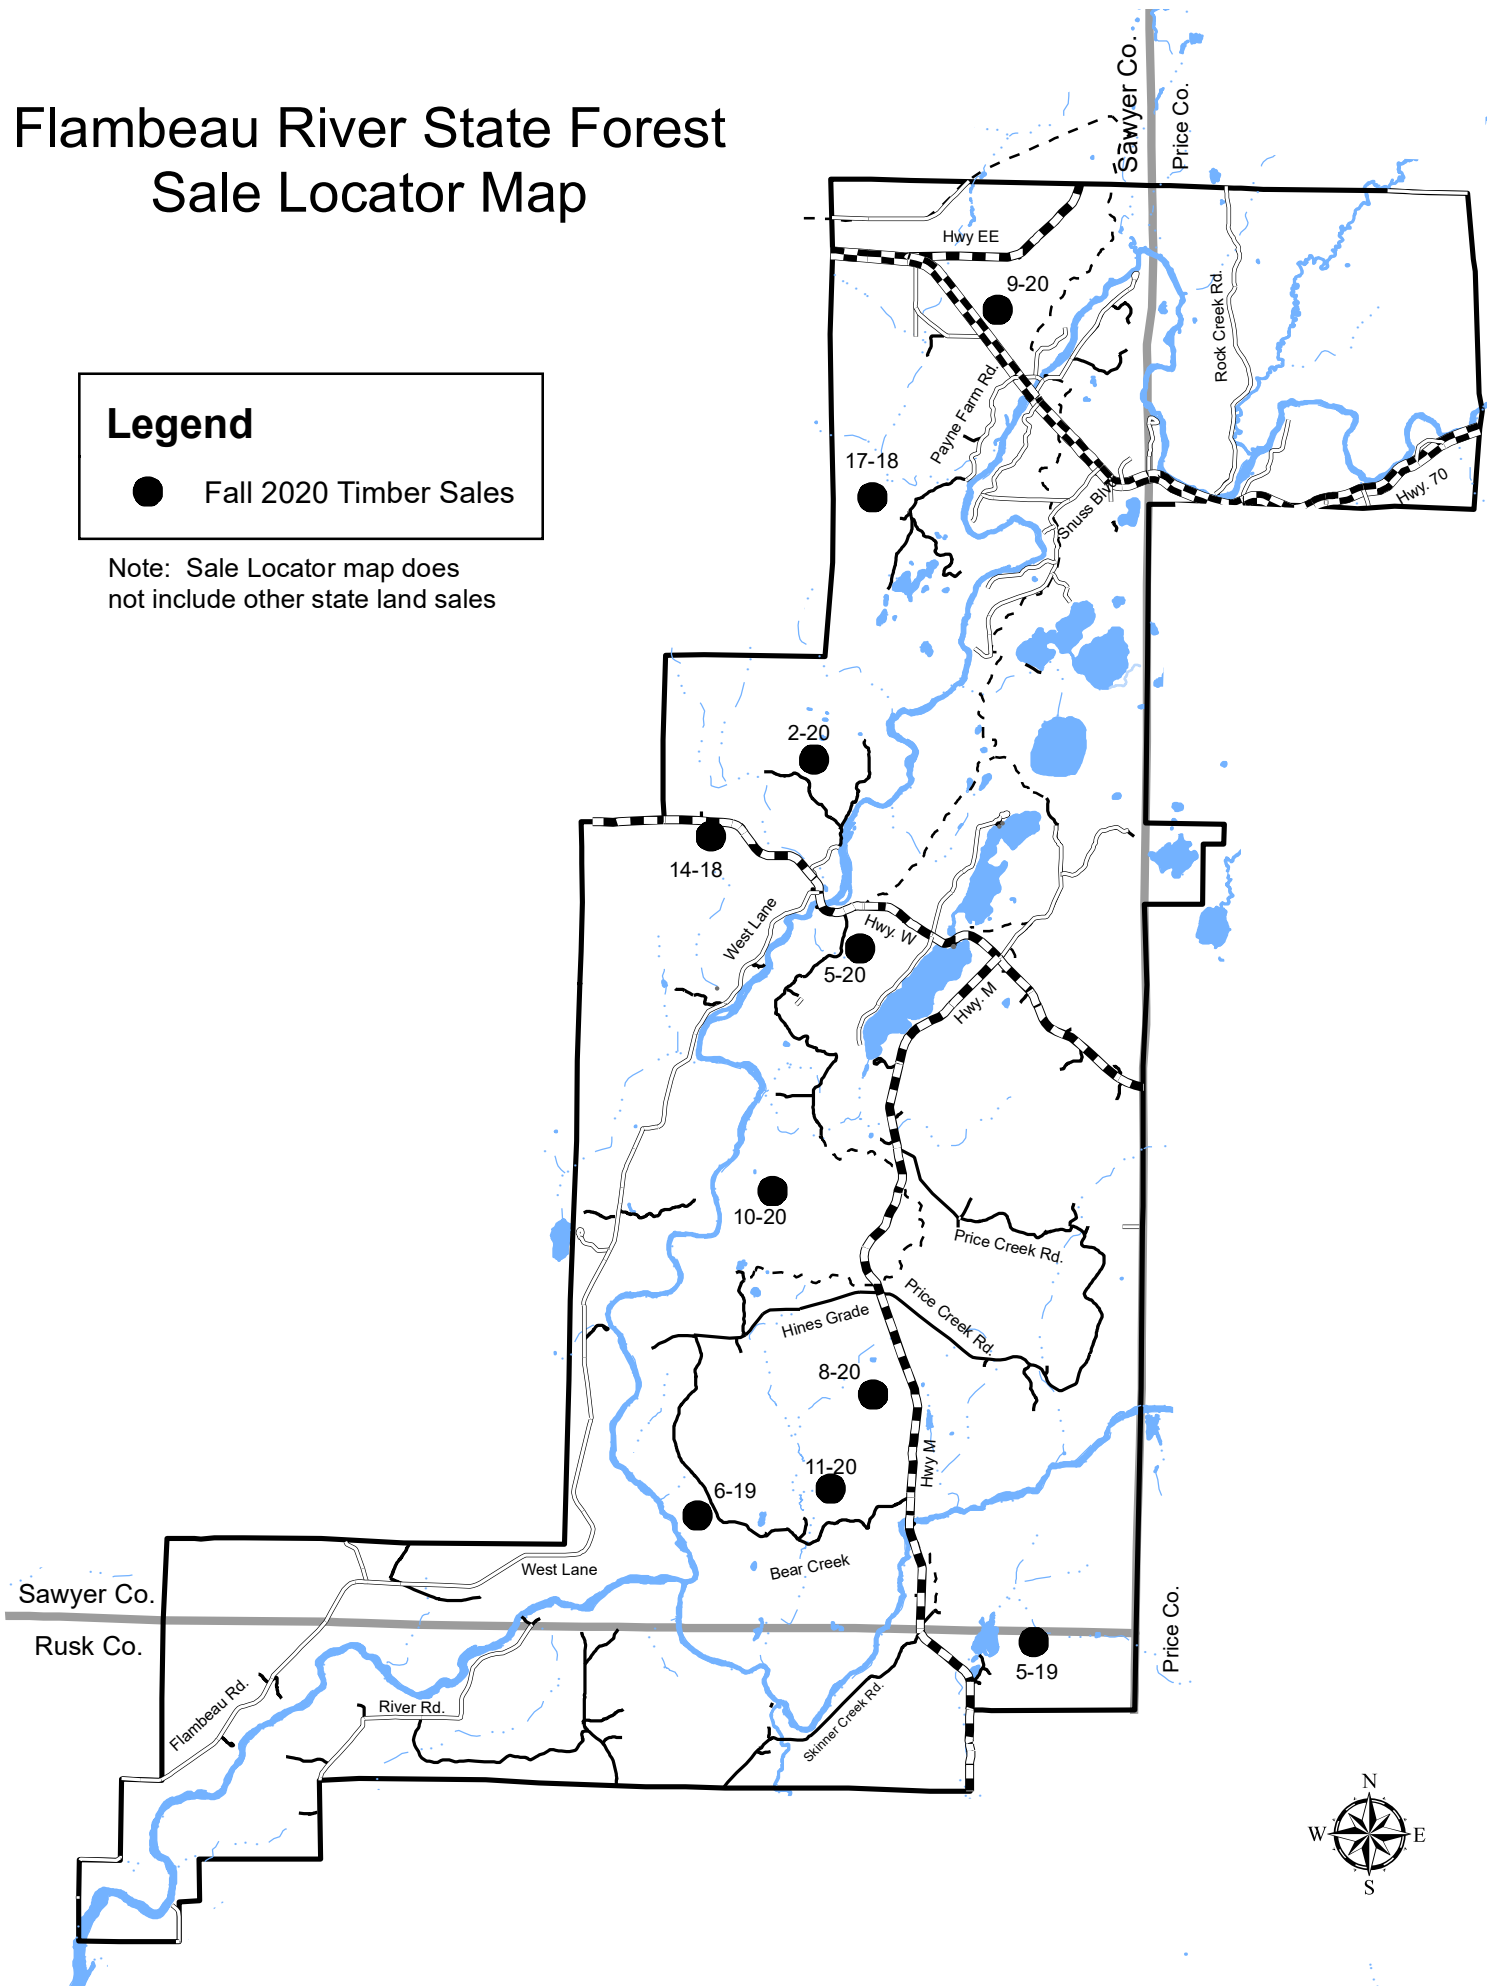 Flambeau River State Forest
Sale Locator Map
Sawyer Co.
Price Co.
Hwy EE
9-20
Rock Creek Rd.
Payne Farm Rd.
Legend
Fall 2020 Timber Sales
17-18
Hwy. 70
Snuss Blvd
Note: Sale Locator map does
not include other state land sales
2-20
14-18
West Lane
Hwy. W
5-20
Hwy. M
10-20
Price Creek Rd.
Price Creek Rd.
Hines Grade
8-20
Hwy M
11-20
6-19
Bear Creek
West Lane
Sawyer Co.
Rusk Co.
Price Co.
5-19
Flambeau Rd.
River Rd.
Skinner Creek Rd.
N
W
E
S